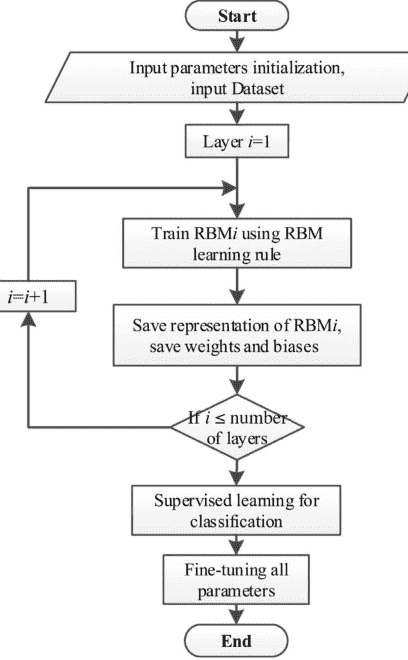 Start
Input parameters initialization,
input Dataset
Layer i=1
Train RBMi using RBM
learning rule
i=i+1
Save representation of RBMi,
save weights and biases
If i ≤ number
of layers
Supervised learning for
classification
Fine-tuning all
parameters
End